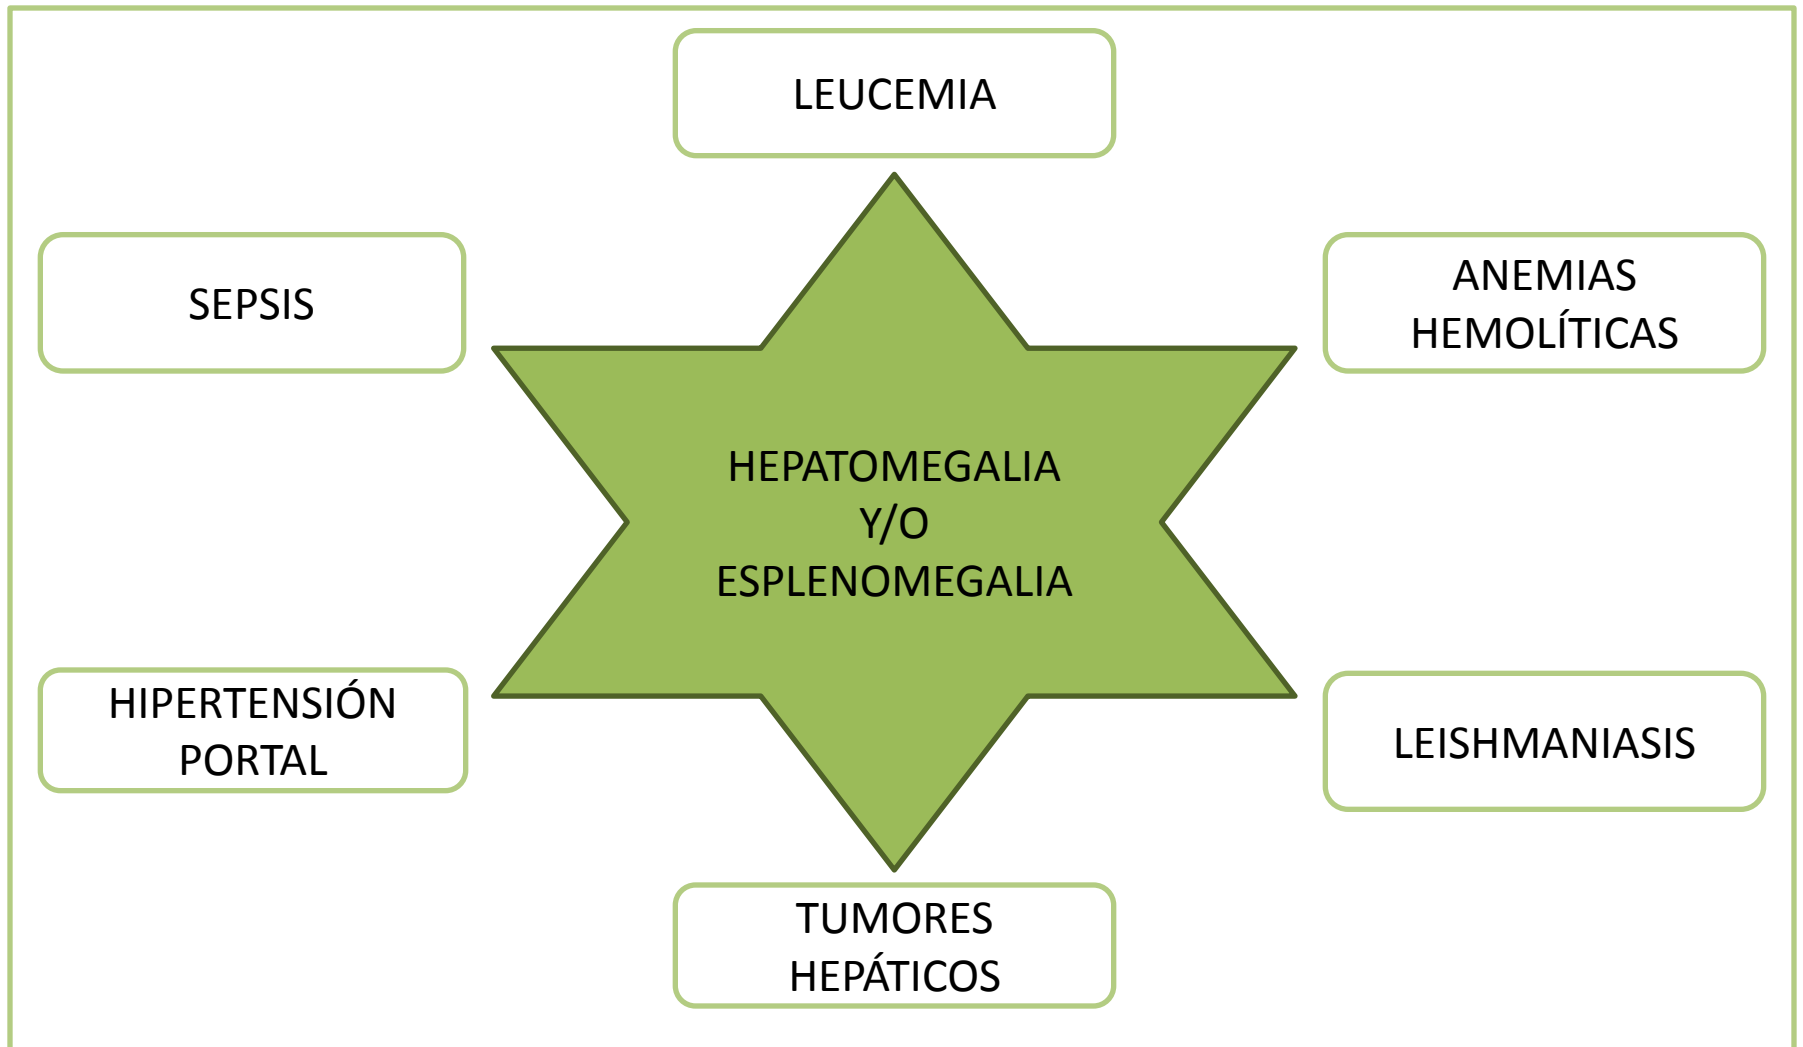 LEUCEMIA
SEPSIS
ANEMIAS
HEMOLÍTICAS
HEPATOMEGALIA
Y/O
ESPLENOMEGALIA
HIPERTENSIÓN
PORTAL
LEISHMANIASIS
TUMORES
HEPÁTICOS